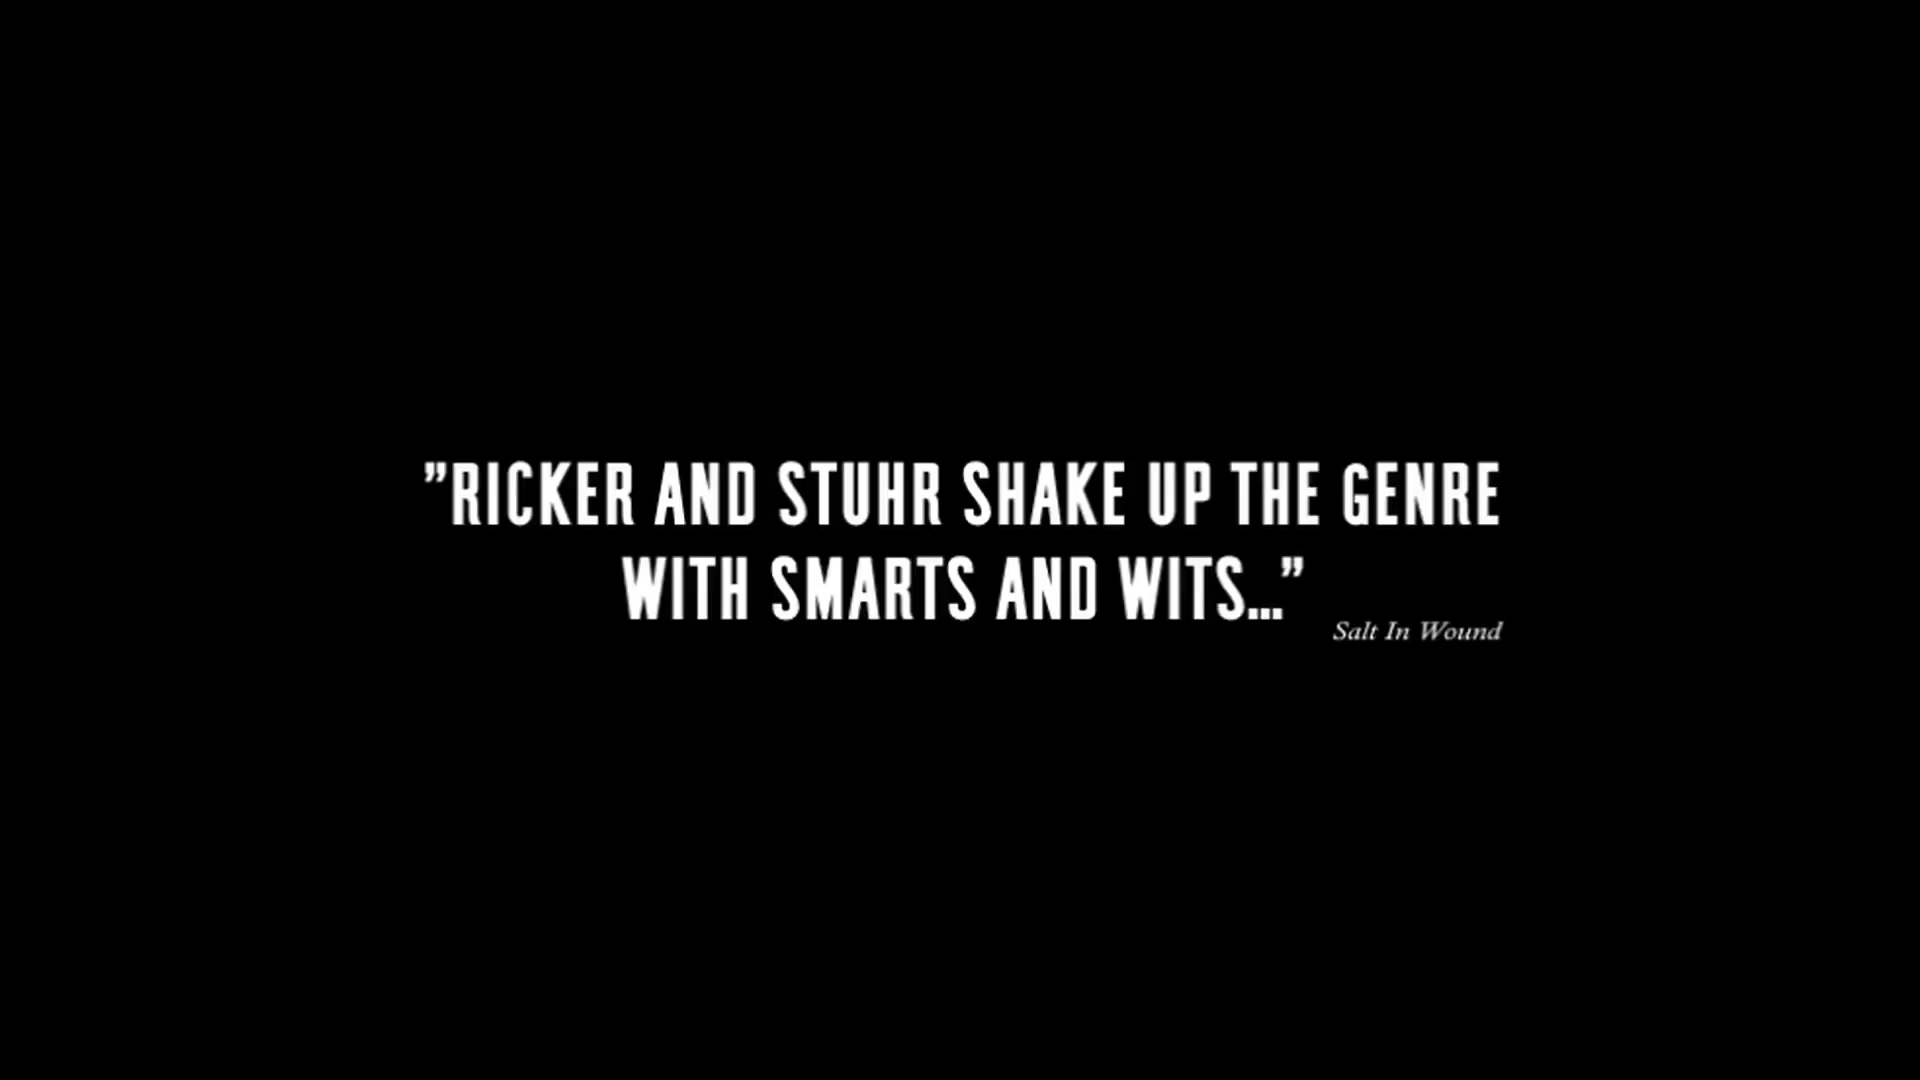 ”RICKER AND STUHR SHAKE UP THE GENRE
WITH SMARTS AND WITS...”
Salt In Wound